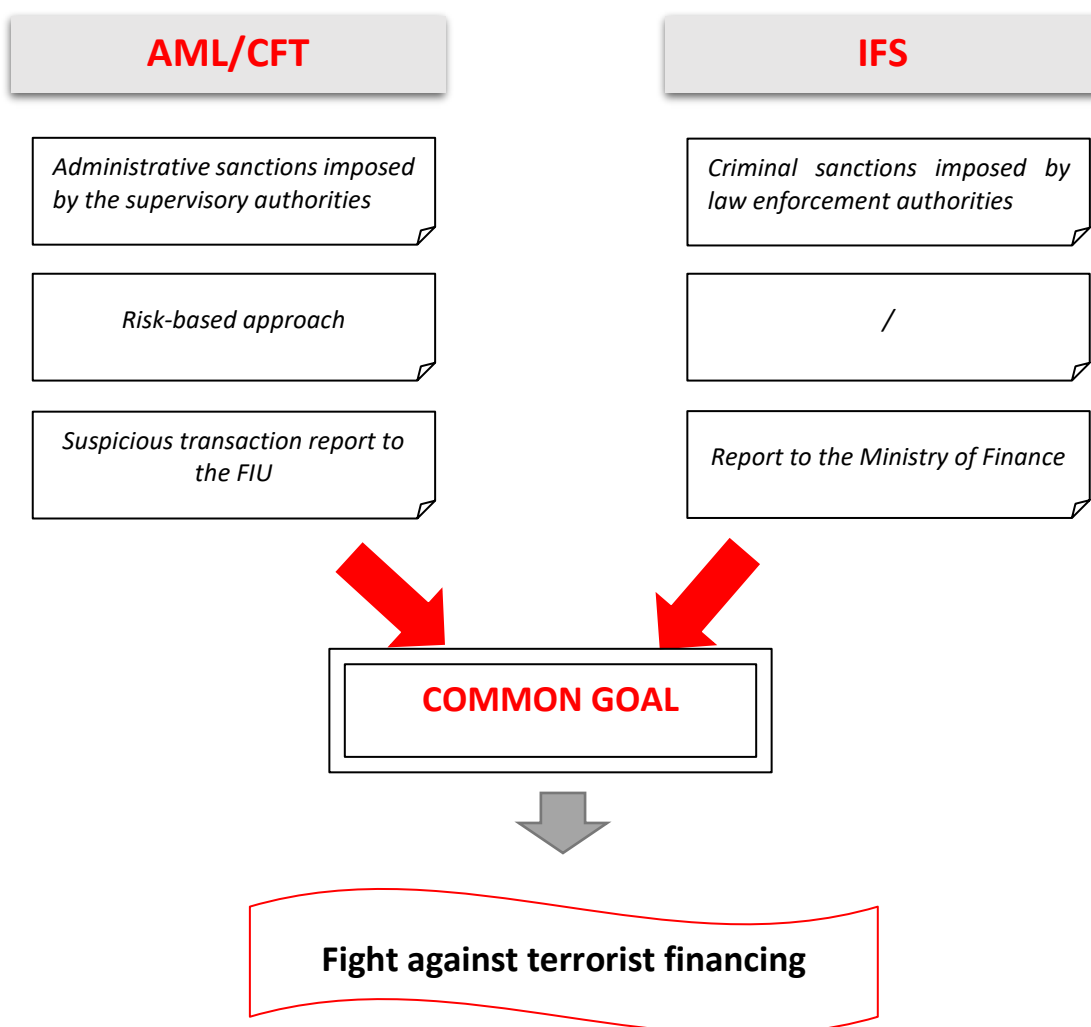 AML/CFT
IFS
Administrative sanctions imposed
by the supervisory authorities
Criminal sanctions imposed by
law enforcement authorities
Risk-based approach
/
Suspicious transaction report to
the FIU
Report to the Ministry of Finance
COMMON GOAL
Fight against terrorist financing